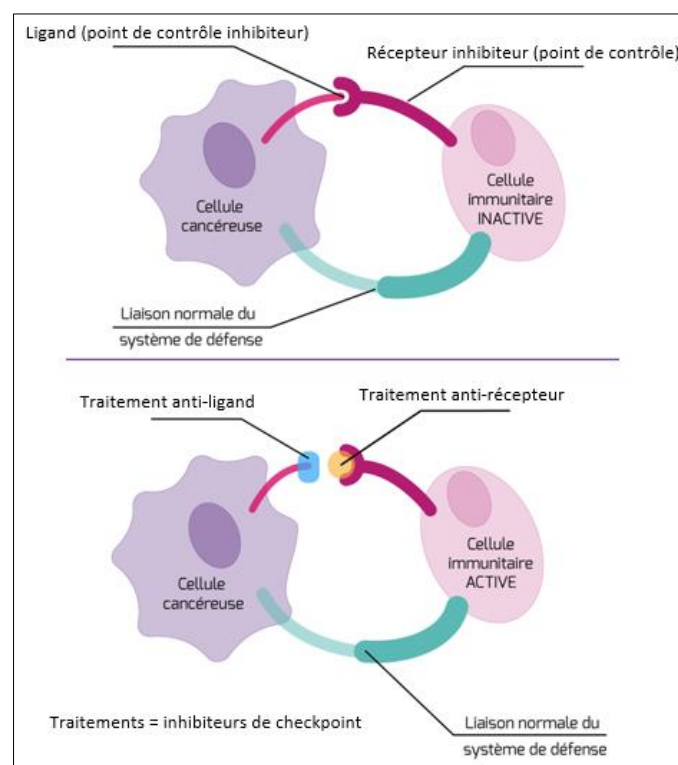 Ligand (point de contrôle inhibiteur)
Récepteur inhibiteur (point de contrôle)
Cellule
cancéreuse
Cellule
immunitaire
INACTIVE
Liaison normale du
système de défense
Traitement anti-ligand
Traitement anti-récepteur
Cellule
cancéreuse
Cellule
immunitaire
ACTIVE
Traitements = inhibiteurs de checkpoint
Liaison normale du
système de défense